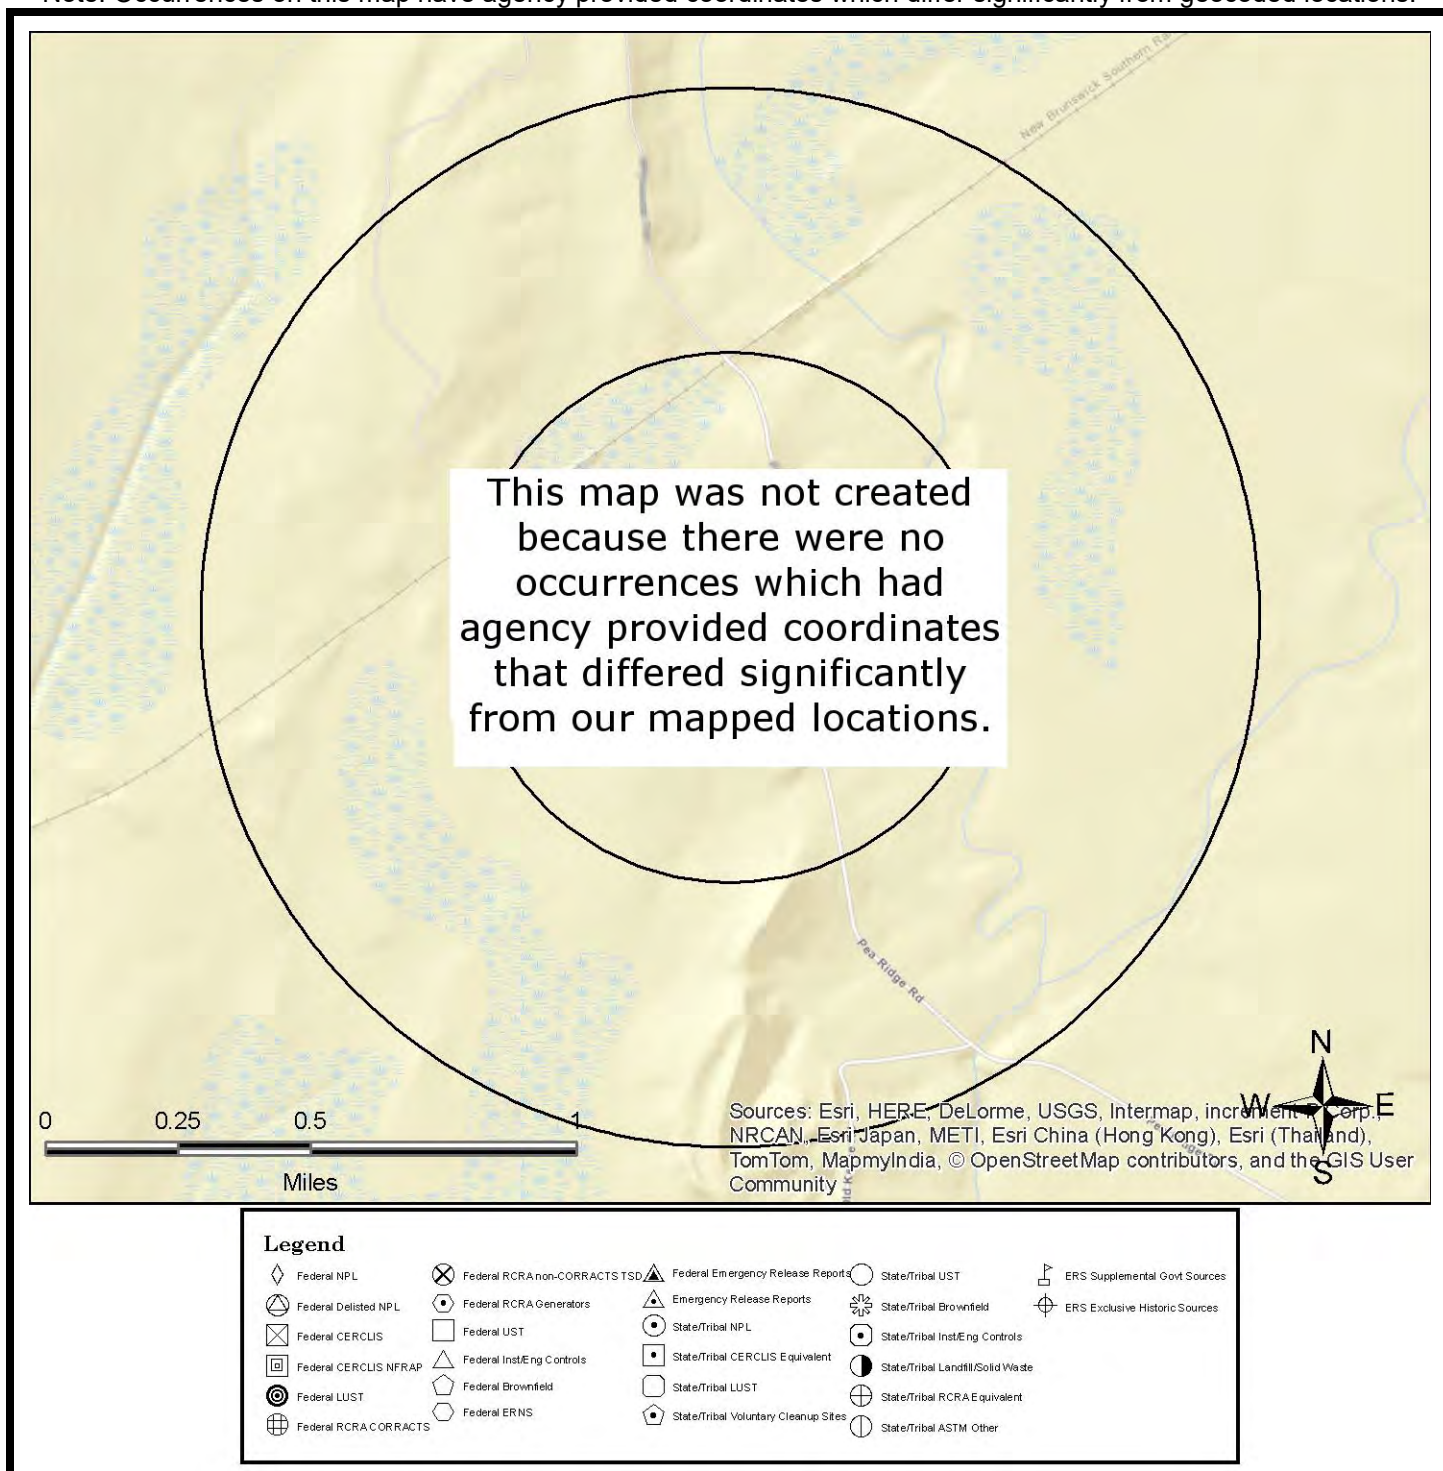 Note: Occurrences on this map have agency provided coordinates which differ significantly from geocoded locations.
New Brunswick Southern Ra
This map was not created
because there were no
occurrences which had
agency provided coordinates
that differed significantly
from our mapped locations.
Pea Ridge Rd
N
W
E
S
0
0.25
0.5
1
Miles
Sources: Esri, HERE, DeLorme, USGS, Intermap, increment P Corp.,
NRCAN, Esri Japan, METI, Esri China (Hong Kong), Esri (Thailand),
TomTom, MapmyIndia, © OpenStreetMap contributors, and the GIS User
Community
Legend
Federal NPL
Federal Delisted NPL
Federal CERCLIS
Federal CERCLIS NFRAP
Federal LUST
Federal RCRA CORRACTS
Federal RCRA non-CORRACTS TSD
Federal RCRA Generators
Federal UST
Federal Inst/Eng Controls
Federal Brownfield
Federal ERNS
Federal Emergency Release Reports
Emergency Release Reports
State/Tribal NPL
State/Tribal CERCLIS Equivalent
State/Tribal LUST
State/Tribal Voluntary Cleanup Sites
State/Tribal UST
State/Tribal Brownfield
State/Tribal Inst/Eng Controls
State/Tribal Landfill/Solid Waste
State/Tribal RCRA Equivalent
State/Tribal ASTM Other
ERS Supplemental Govt Sources
ERS Exclusive Historic Sources